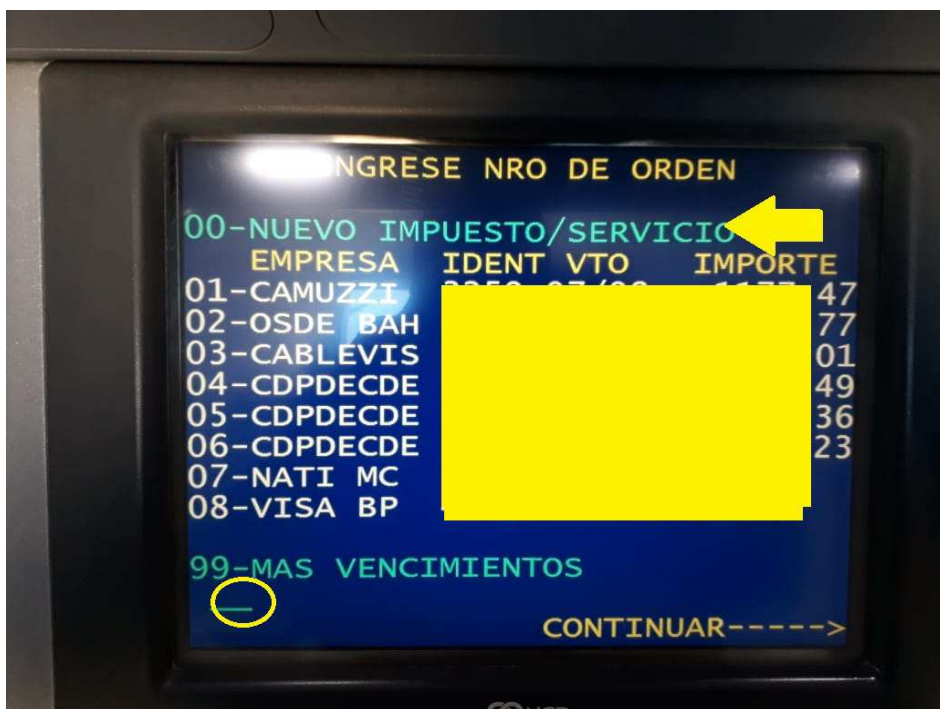 NGRESE NRO DE ORDEN
00-NUEVO IMPUESTO/SERVICIO
EMPRESA IDENT VTO IMPORTE
01-CAMUZZI 47
02-OSDE BAH 77
03-CABLEVIS 01
04-CDPDECDE 49
05-CDPDECDE 36
06-CDPDECDE 23
07-NATI MC
08-VISA BP
99-MAS VENCIMIENTOS
CONTINUAR----->